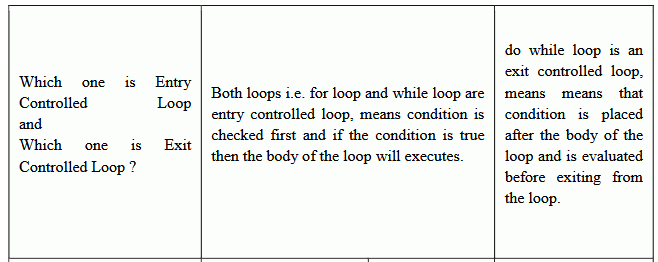 Which one is Entry
Controlled Loop
and
Which one is Exit
Controlled Loop ?
Both loops i.e. for loop and while loop are
entry controlled loop, means condition is
checked first and if the condition is true
then the body of the loop will executes.
do while loop is an
exit controlled loop,
means means that
condition is placed
after the body of the
loop and is evaluated
before exiting from
the loop.